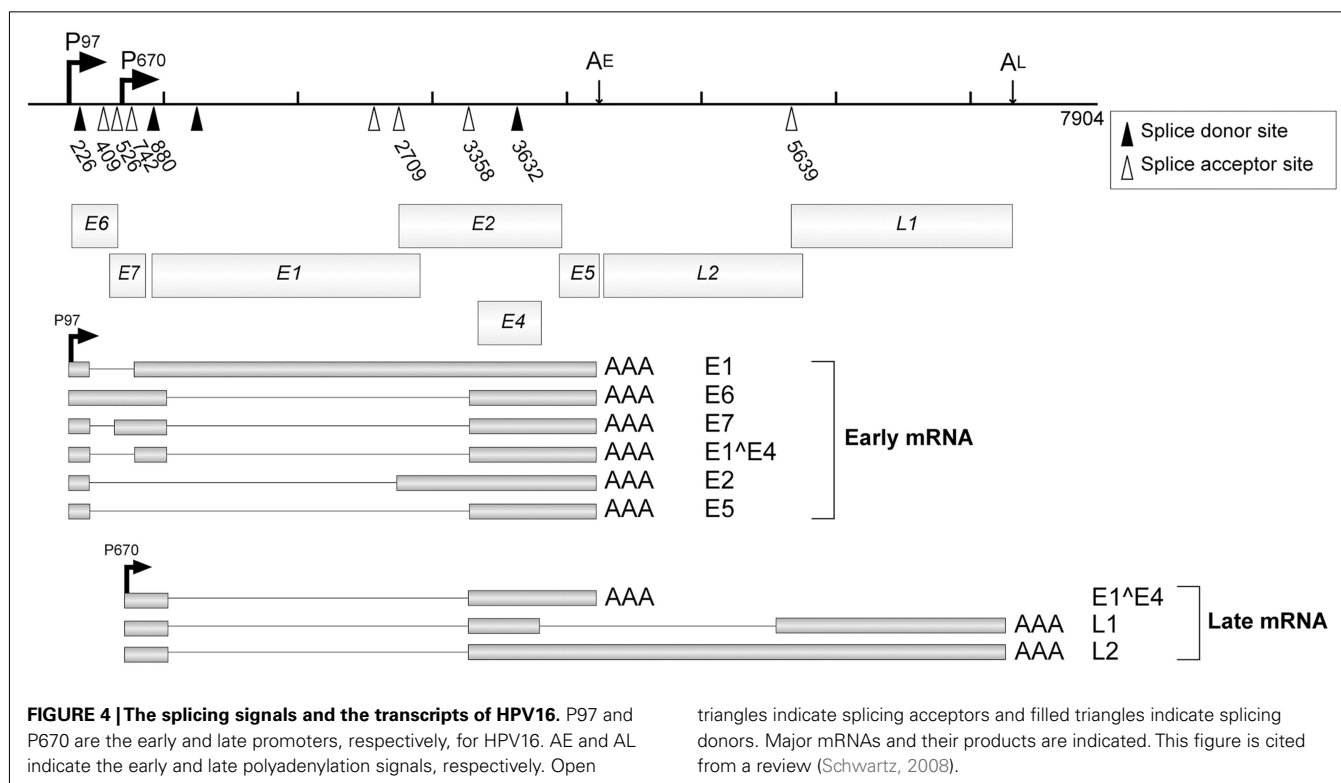 P97
P670
AE
AL
7904
226
409
526
742
880
2709
3358
3632
5639
Splice donor site
Splice acceptor site
E6
E2
L1
E7
E1
E5
L2
E4
P97
AAA E1
AAA E6
AAA E7
AAA E1^E4
AAA E2
AAA E5
Early mRNA
P670
AAA E1^E4
AAA L1
AAA L2
Late mRNA
FIGURE 4 | The splicing signals and the transcripts of HPV16. P97 and
P670 are the early and late promoters, respectively, for HPV16. AE and AL
indicate the early and late polyadenylation signals, respectively. Open
triangles indicate splicing acceptors and filled triangles indicate splicing
donors. Major mRNAs and their products are indicated. This figure is cited
from a review (Schwartz, 2008).